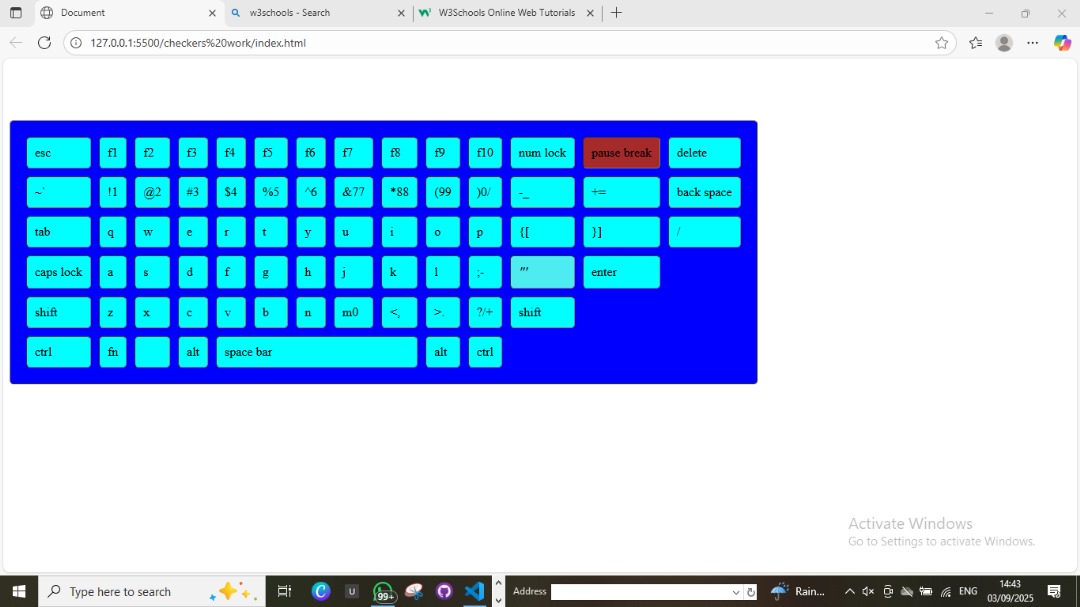 Document
w3schools - Search
W3Schools Online Web Tutorials
127.0.0.1:5500/checkers%20work/index.html
esc f1 f2 f3 f4 f5 f6 f7 f8 f9 f10 num lock pause break delete
~` !1 @2 #3 $4 %5 ^6 &77 *88 (99 )0/ -_ += back space
tab q w e r t y u i o p {[ }] /
caps lock a s d f g h j k l ;- "' enter
shift z x c v b n m0 <, >. ?/+ shift
ctrl fn alt space bar alt ctrl
Activate Windows
Go to Settings to activate Windows.
Type here to search U 99+ Address Rain... ENG
14:43
03/09/2025